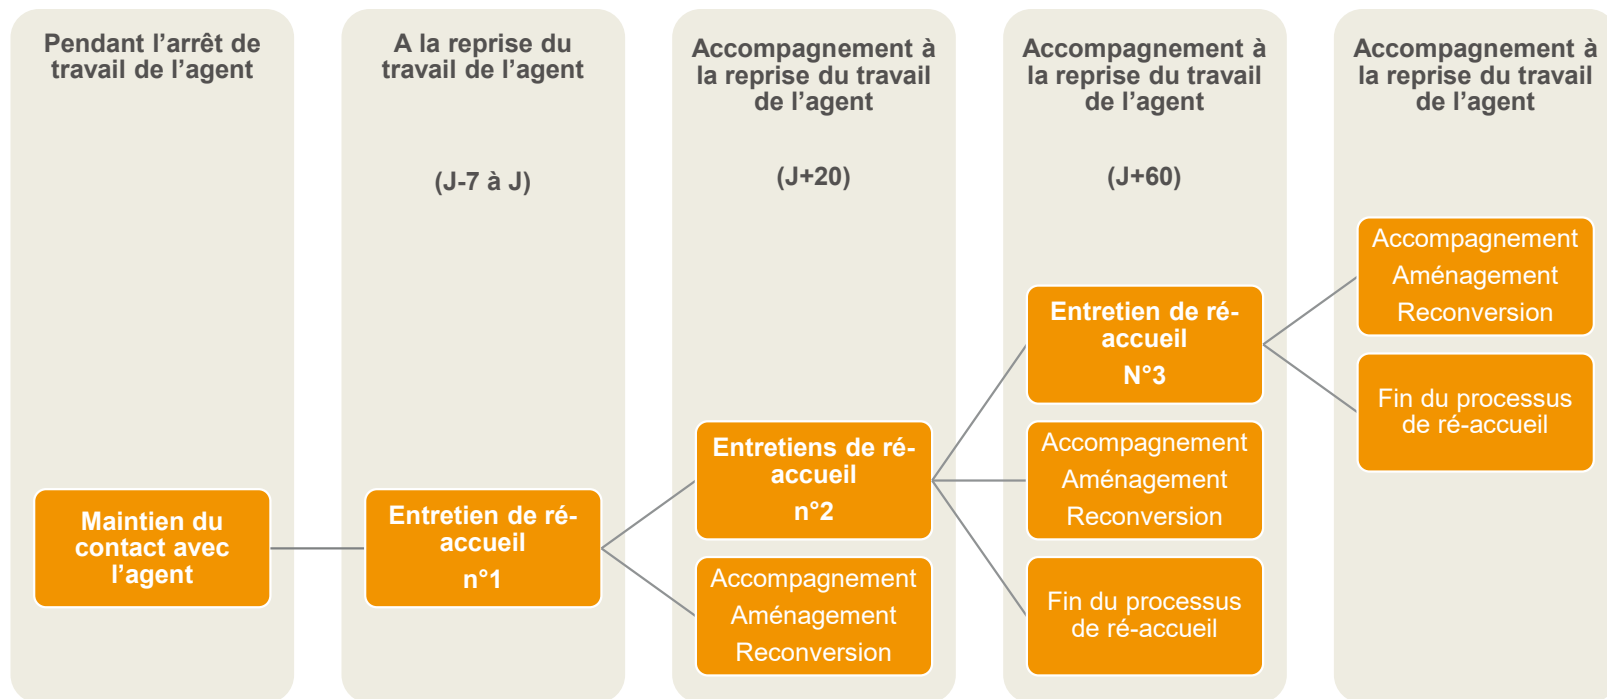 Pendant l’arrêt de
travail de l’agent
A la reprise du
travail de l’agent
(J-7 à J)
Accompagnement à
la reprise du travail
de l’agent
(J+20)
Accompagnement à
la reprise du travail
de l’agent
(J+60)
Accompagnement à
la reprise du travail
de l’agent
Maintien du
contact avec
l’agent
Entretien de ré-
accueil
n°1
Entretiens de ré-
accueil
n°2
Accompagnement
Aménagement
Reconversion
Entretien de ré-
accueil
N°3
Accompagnement
Aménagement
Reconversion
Fin du processus
de ré-accueil
Accompagnement
Aménagement
Reconversion
Fin du processus
de ré-accueil